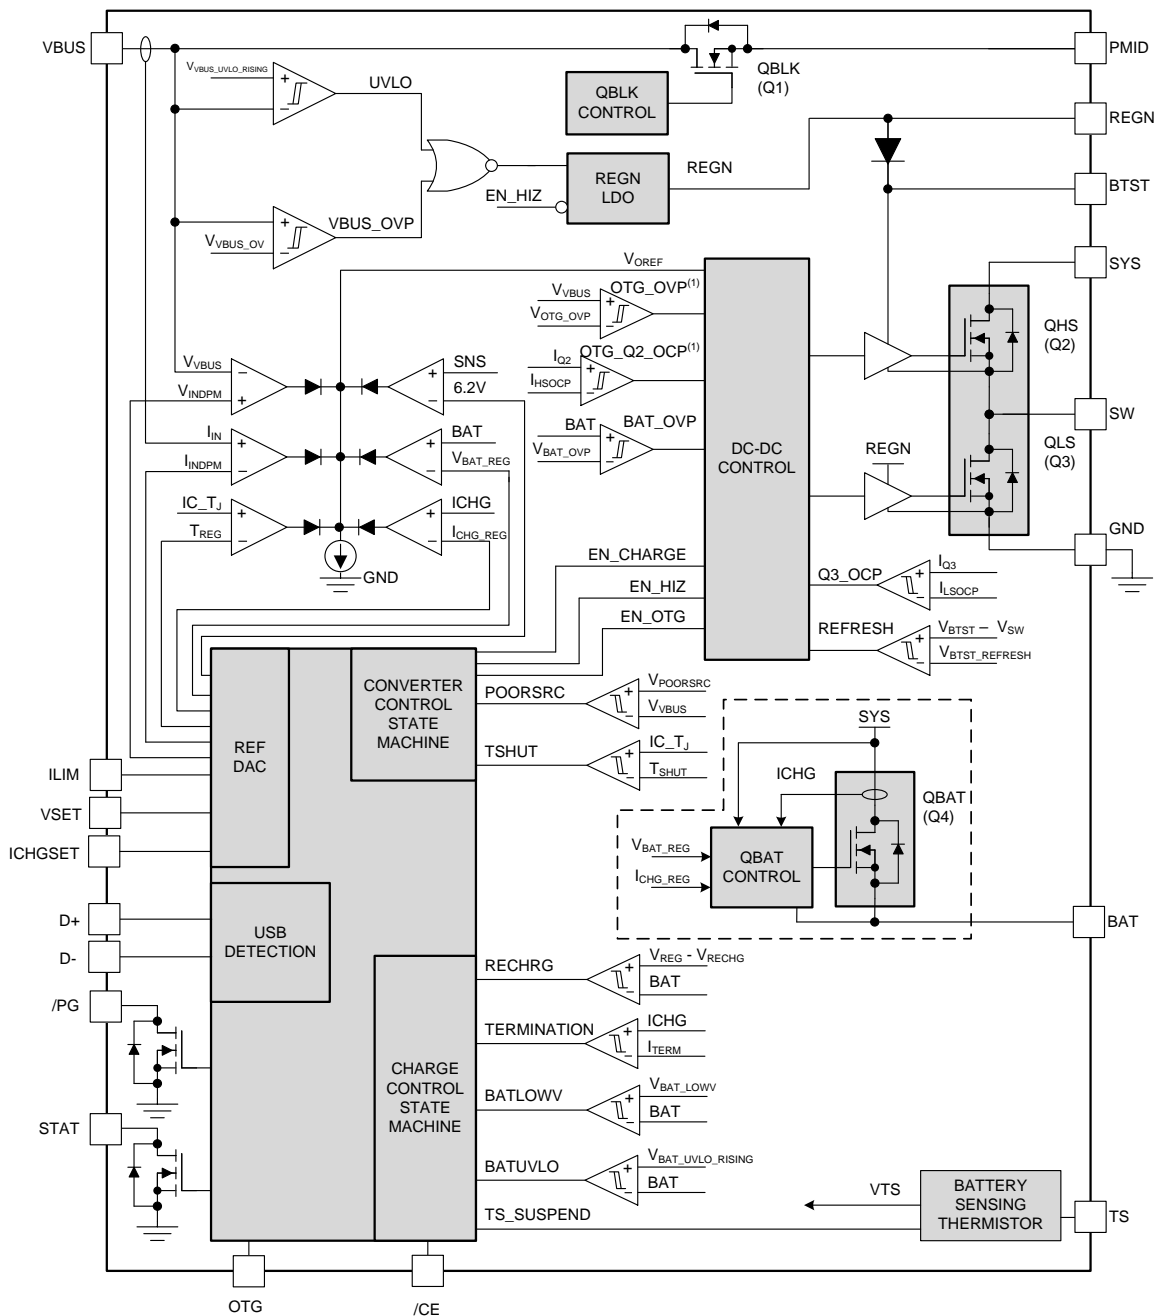 VBUS
PMID
V_VBUS_UVLO_RISING
+
−
UVLO
QBLK
CONTROL
QBLK
(Q1)
REGN
EN_HIZ
REGN
LDO
REGN
BTST
+
V_VBUS_OV
−
VBUS_OVP
SYS
V_OREF
OTG_OVP(1)
V_VBUS
+
V_OTG_OVP
−
OTG_Q2_OCP(1)
I_Q2
+
I_HSOCP
−
BAT_OVP
BAT
+
V_BAT_OVP
−
DC-DC
CONTROL
QHS
(Q2)
SW
QLS
(Q3)
REGN
GND
V_VBUS
−
V_INDPM
+
SNS
+
6.2V
−
I_IN
+
I_INDPM
−
BAT
+
V_BAT_REG
−
IC_T_J
+
T_REG
−
ICHG
+
I_CHG_REG
−
GND
EN_CHARGE
EN_HIZ
EN_OTG
Q3_OCP
I_Q3
+
I_LSOCP
−
REFRESH
V_BTST − V_SW
+
V_BTST_REFRESH
−
REF
DAC
CONVERTER
CONTROL
STATE
MACHINE
POORSRC
V_POORSRC
+
V_VBUS
−
TSHUT
IC_T_J
+
T_SHUT
−
SYS
ICHG
QBAT
(Q4)
V_BAT_REG
I_CHG_REG
QBAT
CONTROL
BAT
ILIM
VSET
ICHGSET
D+
D-
/PG
STAT
USB
DETECTION
CHARGE
CONTROL
STATE
MACHINE
RECHRG
V_REG - V_RECHG
+
BAT
−
TERMINATION
ICHG
+
I_TERM
−
BATLOWV
V_BAT_LOWV
+
BAT
−
BATUVLO
V_BAT_UVLO_RISING
+
BAT
−
TS_SUSPEND
VTS
BATTERY
SENSING
THERMISTOR
TS
OTG
/CE